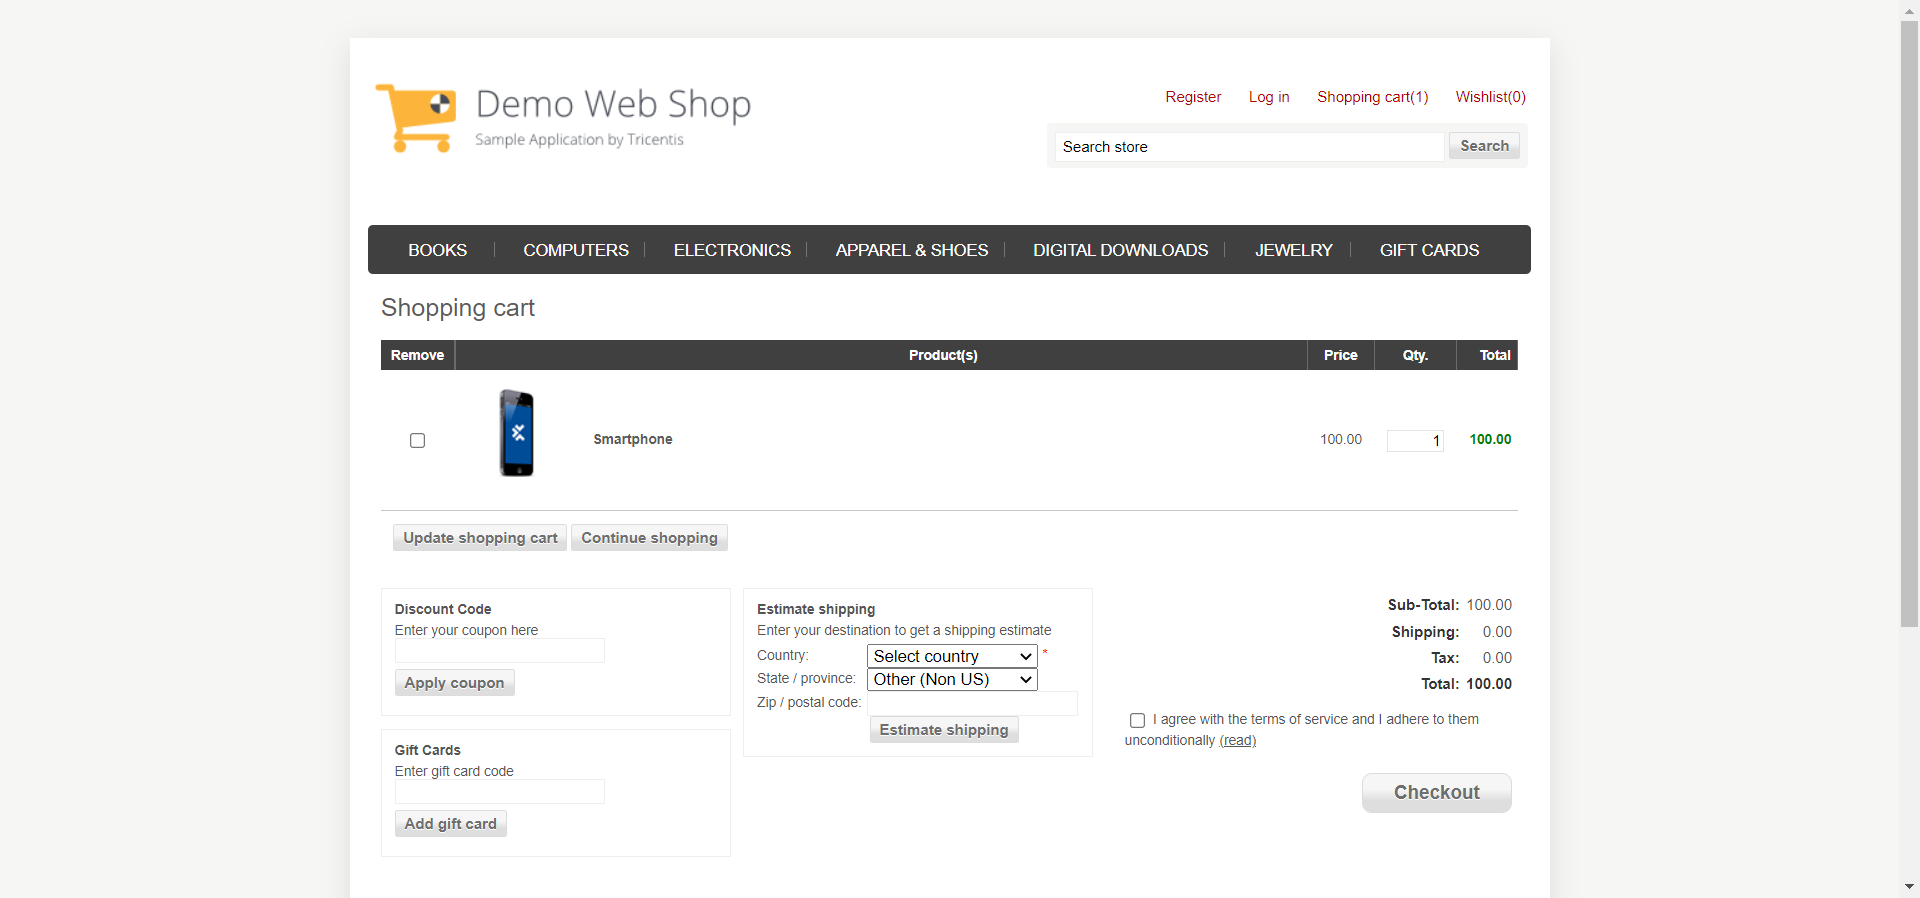 Demo Web Shop
Sample Application by Tricentis
Register Log in Shopping cart(1) Wishlist(0)
Search store Search
BOOKS COMPUTERS ELECTRONICS APPAREL & SHOES DIGITAL DOWNLOADS JEWELRY GIFT CARDS
Shopping cart
Remove Product(s) Price Qty. Total
Smartphone 100.00 1 100.00
Update shopping cart Continue shopping
Discount Code
Enter your coupon here
Apply coupon
Gift Cards
Enter gift card code
Add gift card
Estimate shipping
Enter your destination to get a shipping estimate
Country: Select country *
State / province: Other (Non US)
Zip / postal code:
Estimate shipping
Sub-Total: 100.00
Shipping: 0.00
Tax: 0.00
Total: 100.00
I agree with the terms of service and I adhere to them
unconditionally (read)
Checkout